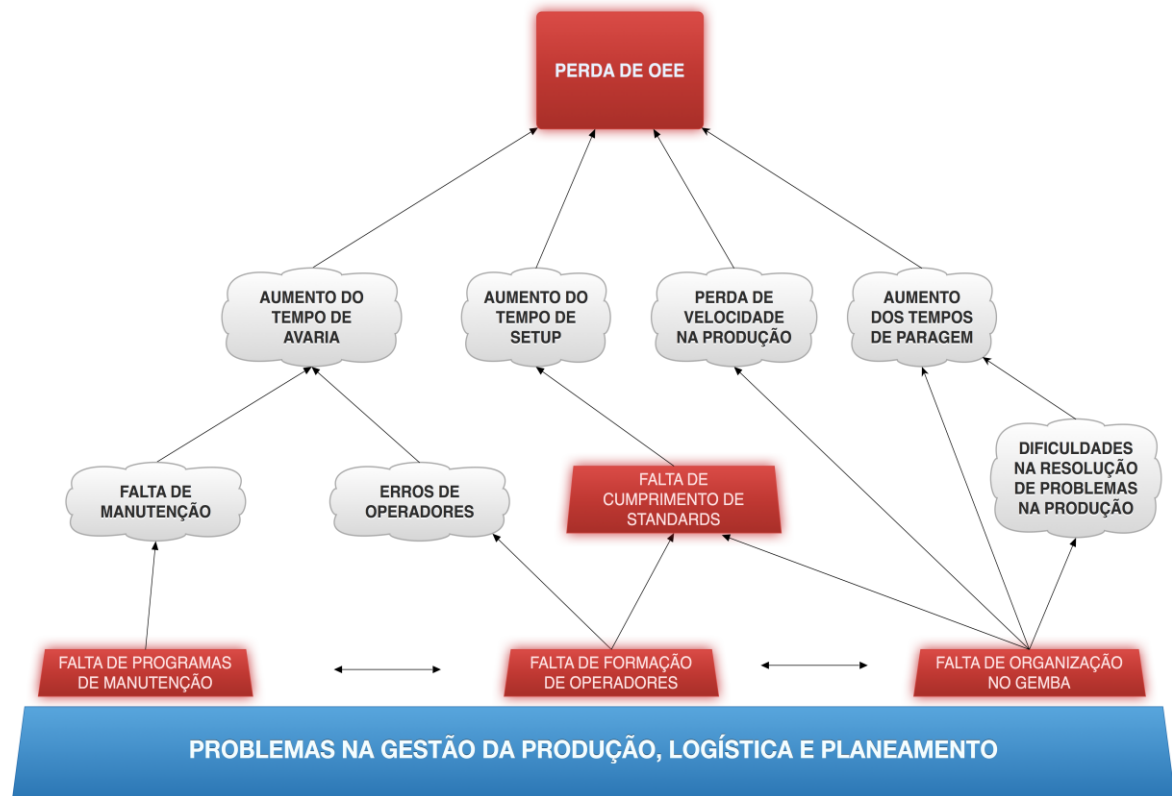 PERDA DE OEE
AUMENTO DO
TEMPO DE
AVARIA
AUMENTO DO
TEMPO DE
SETUP
PERDA DE
VELOCIDADE
NA PRODUÇÃO
AUMENTO
DOS TEMPOS
DE PARAGEM
FALTA DE
MANUTENÇÃO
ERROS DE
OPERADORES
FALTA DE
CUMPRIMENTO DE
STANDARDS
DIFICULDADES
NA RESOLUÇÃO
DE PROBLEMAS
NA PRODUÇÃO
FALTA DE PROGRAMAS
DE MANUTENÇÃO
FALTA DE FORMAÇÃO
DE OPERADORES
FALTA DE ORGANIZAÇÃO
NO GEMBA
PROBLEMAS NA GESTÃO DA PRODUÇÃO, LOGÍSTICA E PLANEAMENTO